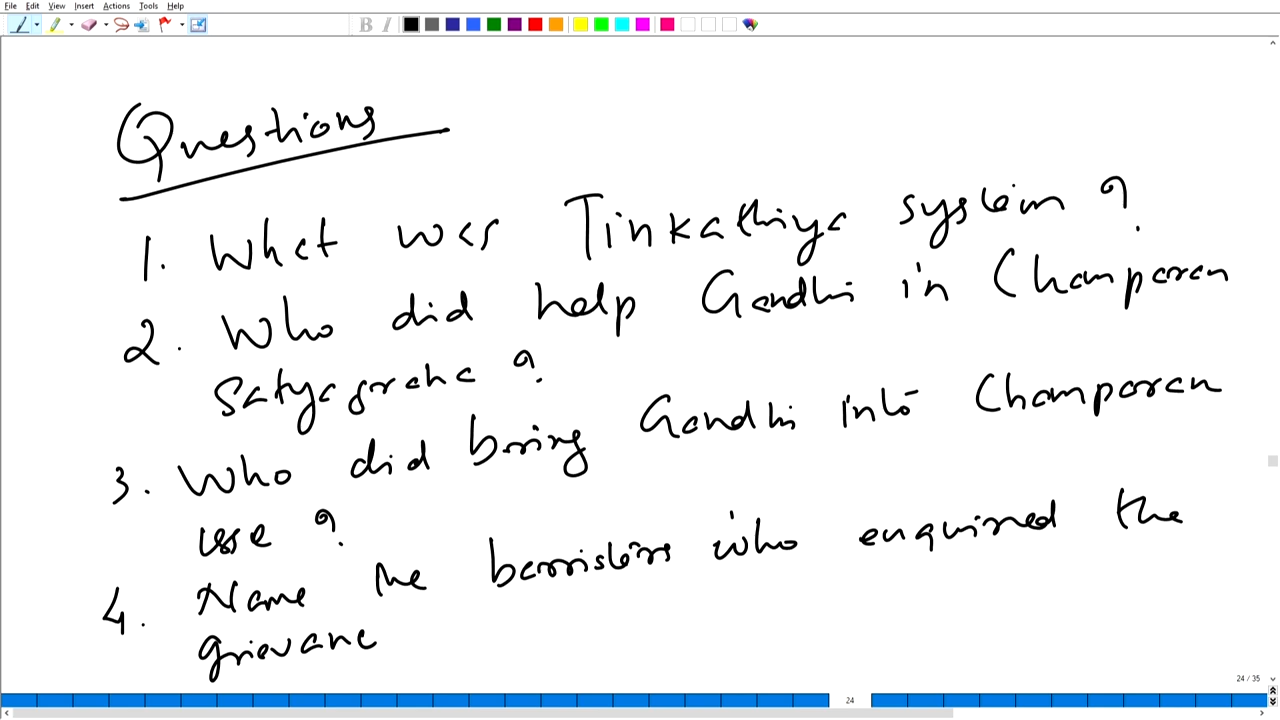 File Edit View Insert Actions Tools Help
B I
Questions
1. What was Tinkathiya system ?
2. Who did help Gandhi in Champaran
Satyagraha ?
3. Who did bring Gandhi into Champaran
issue ?
4. Name the barristers who enquired the
grievanc
24 / 35
24